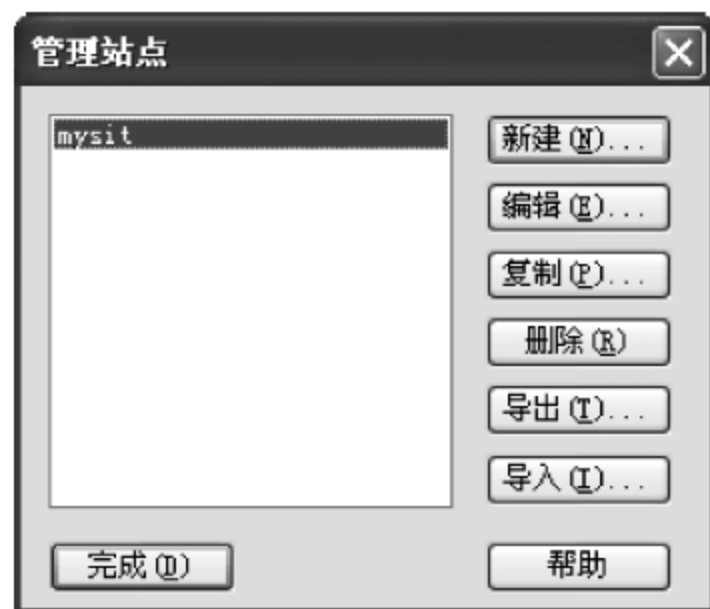 管理站点
mysit
新建(N)...
编辑(E)...
复制(P)...
删除(R)
导出(T)...
导入(I)...
完成(D)
帮助